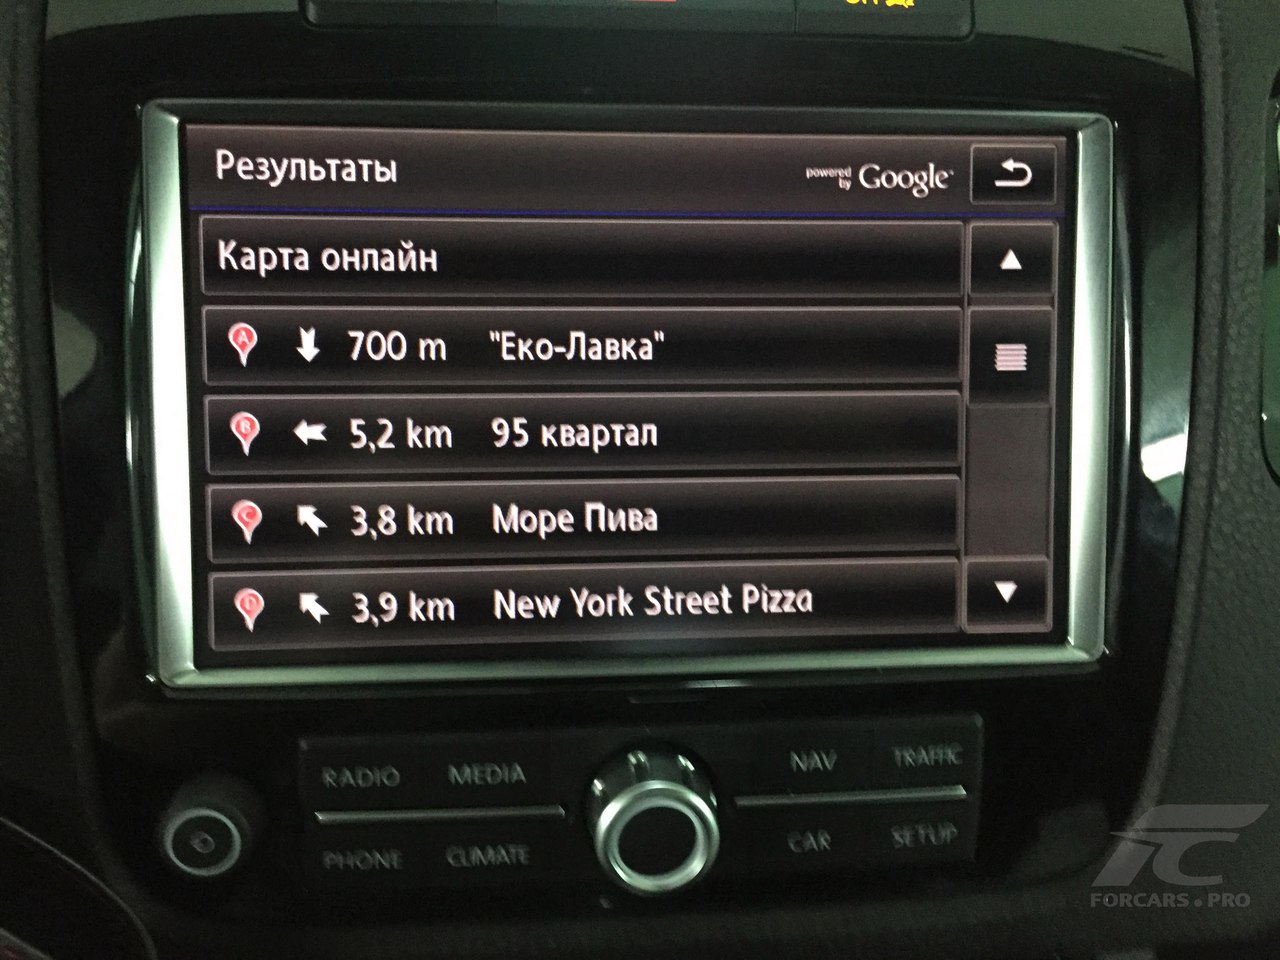 OFF
Результаты
powered by Google
Карта онлайн
A 700 m "Еко-Лавка"
B 5,2 km 95 квартал
C 3,8 km Море Пива
D 3,9 km New York Street Pizza
RADIO MEDIA NAV TRAFFIC
PHONE CLIMATE CAR SETUP
FORCARS.PRO